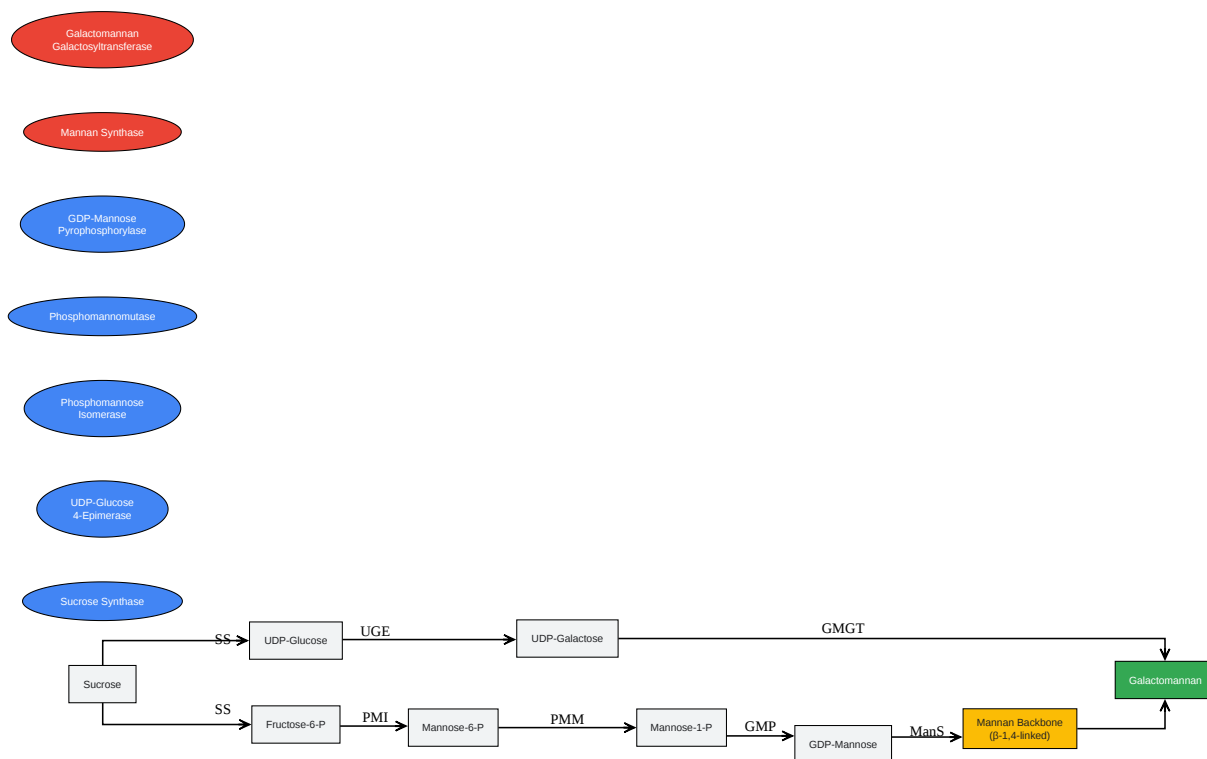 Galactomannan
Galactosyltransferase
Mannan Synthase
GDP-Mannose
Pyrophosphorylase
Phosphomannomutase
Phosphomannose
Isomerase
UDP-Glucose
4-Epimerase
Sucrose Synthase
SS
UDP-Glucose
UGE
UDP-Galactose
GMGT
Sucrose
Galactomannan
SS
Fructose-6-P
PMI
Mannose-6-P
PMM
Mannose-1-P
GMP
GDP-Mannose
ManS
Mannan Backbone
(β-1,4-linked)